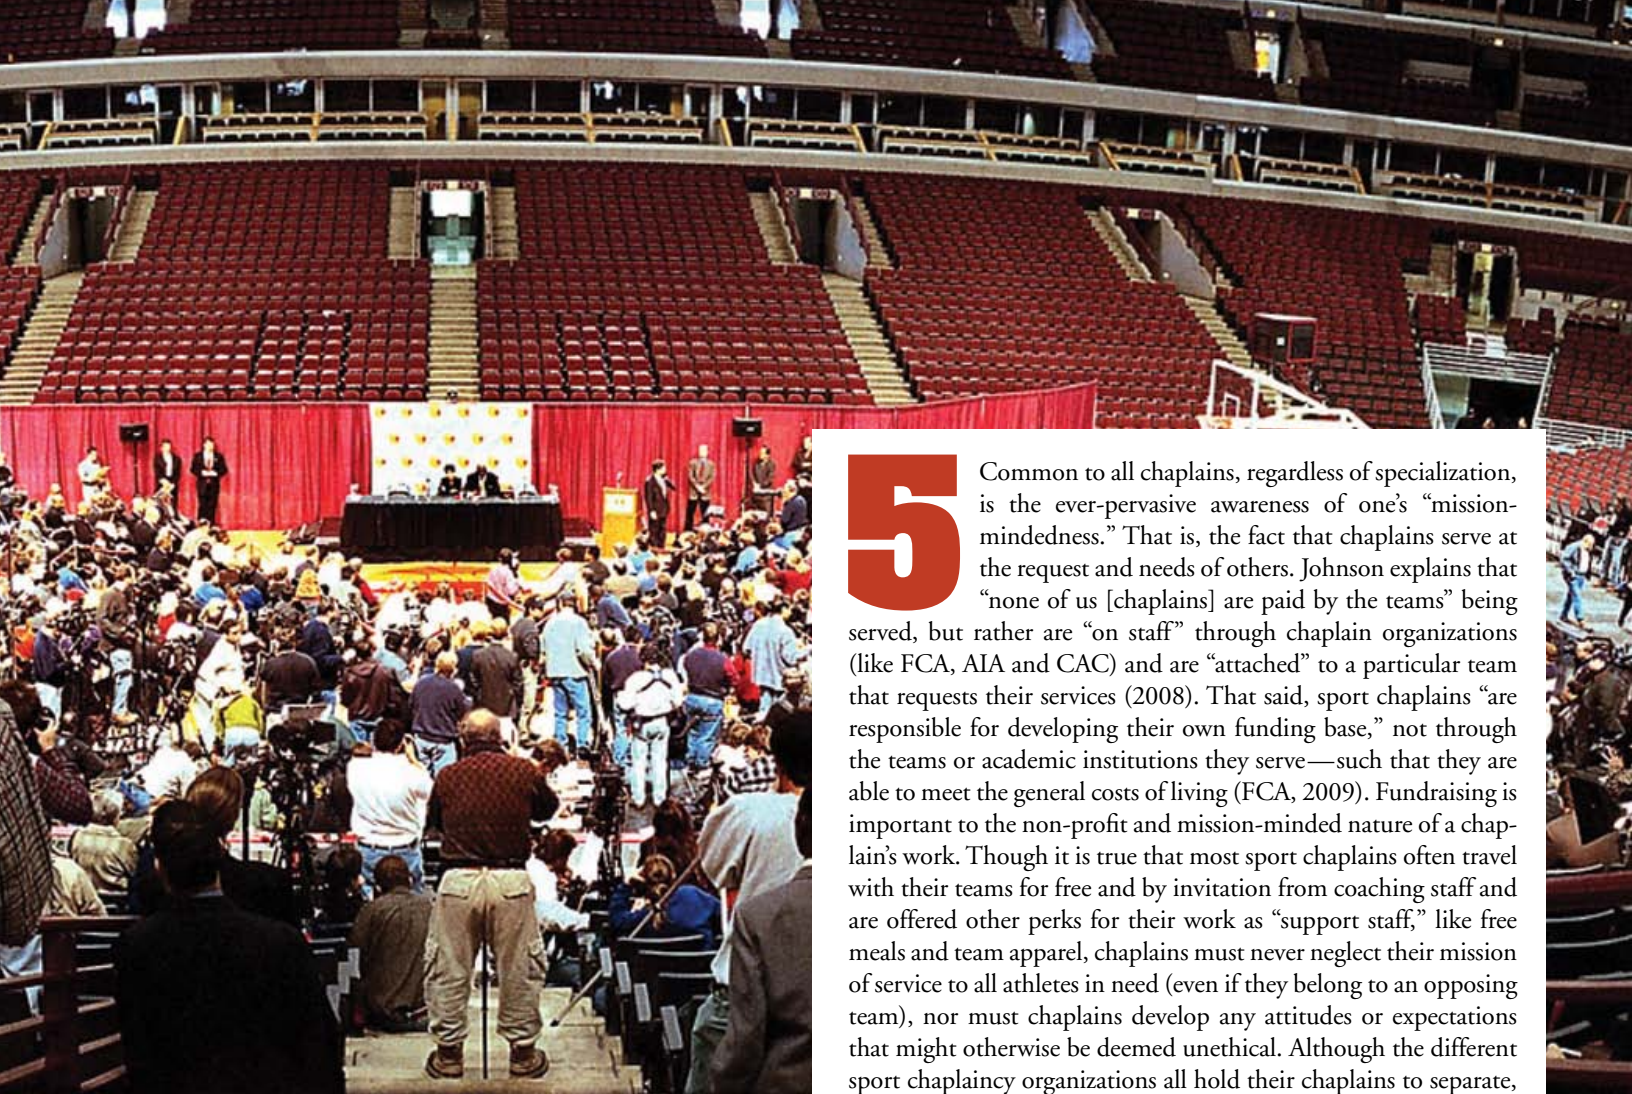 5
Common to all chaplains, regardless of specialization,
is the ever-pervasive awareness of one’s “mission-
mindedness.” That is, the fact that chaplains serve at
the request and needs of others. Johnson explains that
“none of us [chaplains] are paid by the teams” being
served, but rather are “on staff” through chaplain organizations
(like FCA, AIA and CAC) and are “attached” to a particular team
that requests their services (2008). That said, sport chaplains “are
responsible for developing their own funding base,” not through
the teams or academic institutions they serve—such that they are
able to meet the general costs of living (FCA, 2009). Fundraising is
important to the non-profit and mission-minded nature of a chap-
lain’s work. Though it is true that most sport chaplains often travel
with their teams for free and by invitation from coaching staff and
are offered other perks for their work as “support staff,” like free
meals and team apparel, chaplains must never neglect their mission
of service to all athletes in need (even if they belong to an opposing
team), nor must chaplains develop any attitudes or expectations
that might otherwise be deemed unethical. Although the different
sport chaplaincy organizations all hold their chaplains to separate,